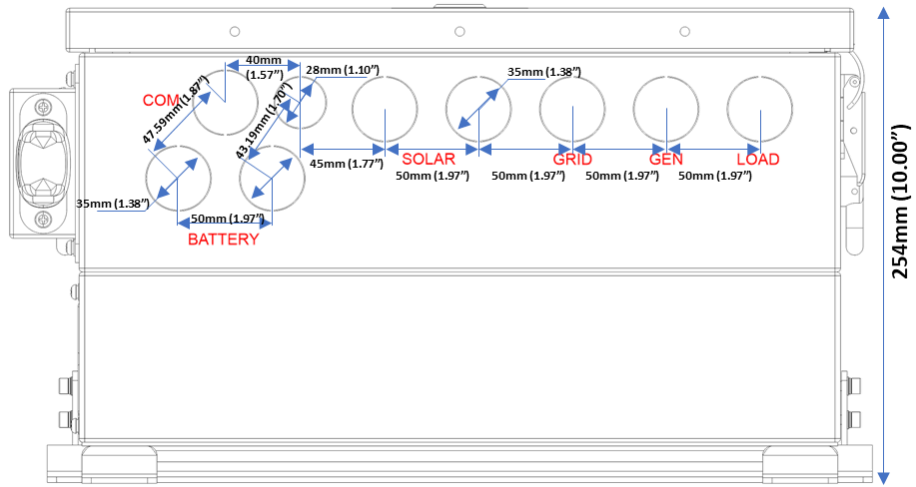 40mm
(1.57”)
28mm (1.10”)
35mm (1.38”)
COM
47.59mm(1.87”)
43.19mm(1.70”)
45mm (1.77”)
SOLAR
GRID
GEN
LOAD
50mm (1.97”)
50mm (1.97”)
50mm (1.97”)
50mm (1.97”)
35mm (1.38”)
50mm (1.97”)
BATTERY
254mm (10.00”)